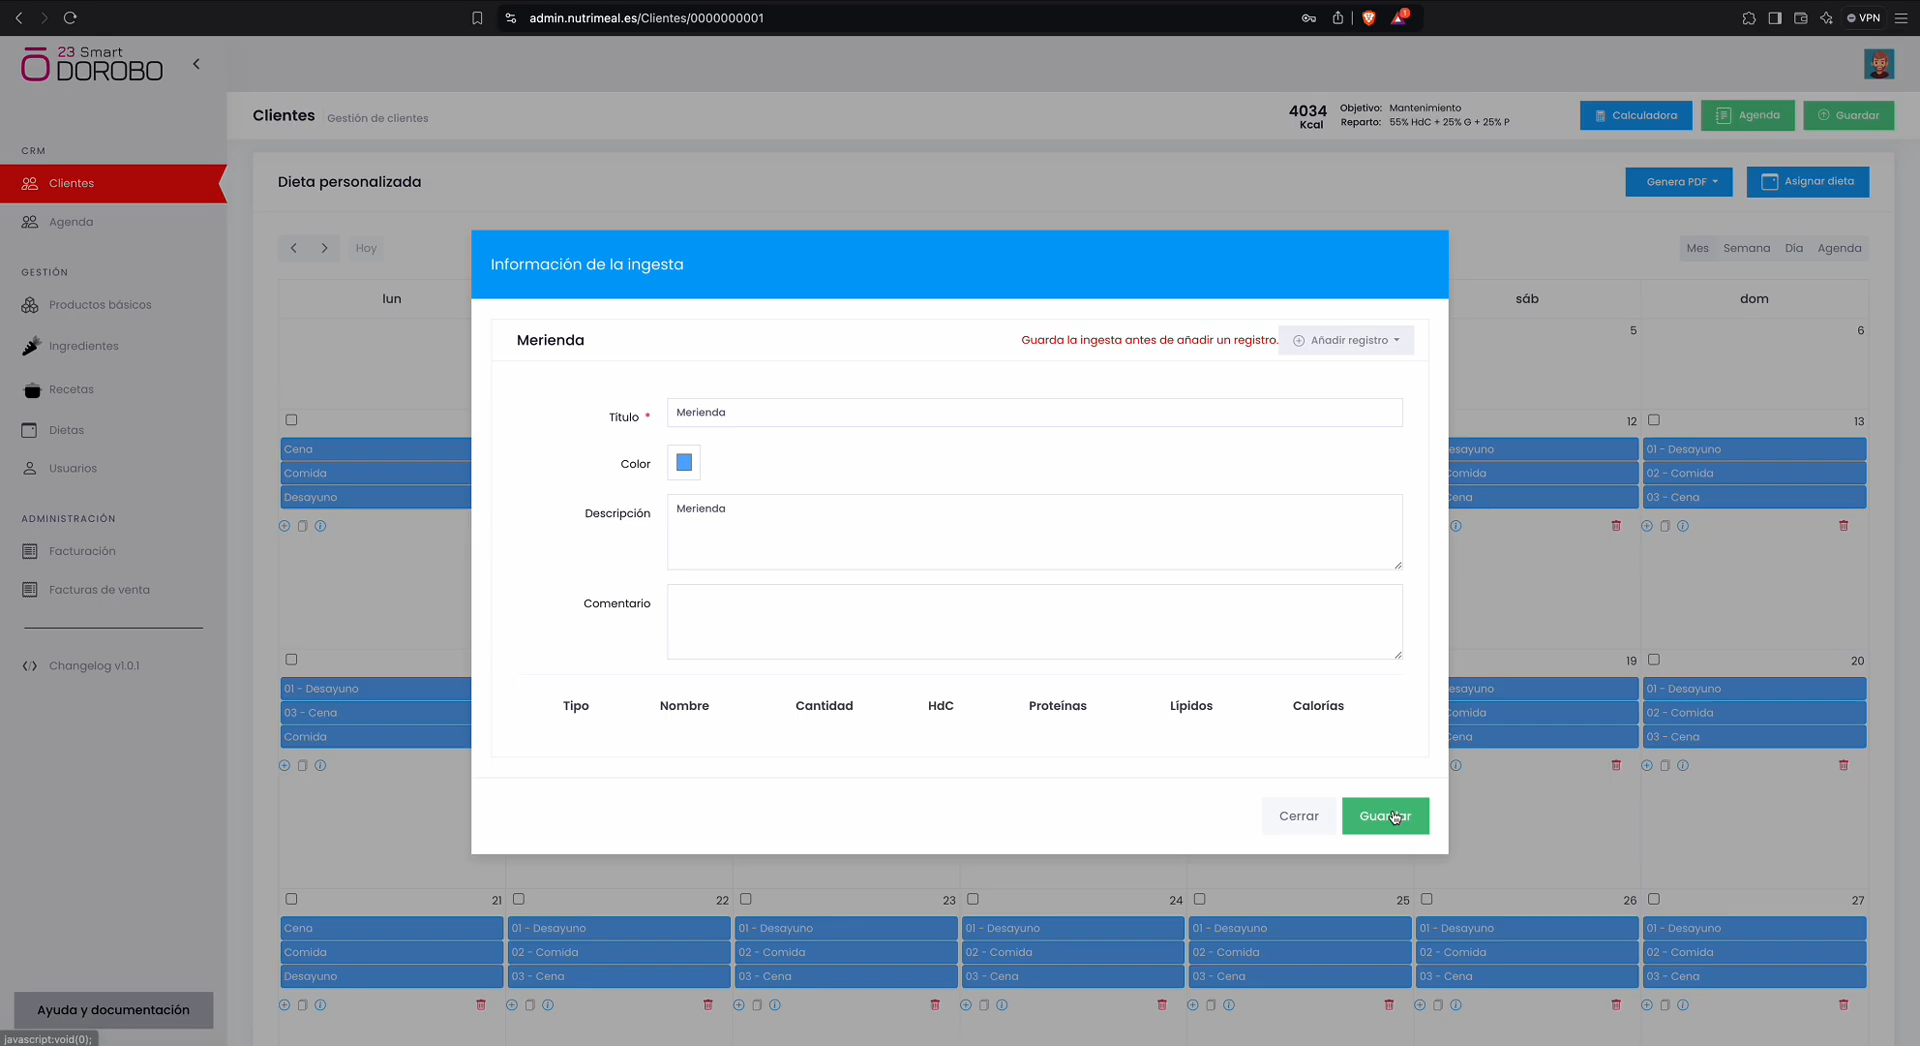 admin.nutrimeal.es/Clientes/0000000001
1
VPN
23 Smart
DOROBO
Clientes Gestión de clientes
4034
Kcal
Objetivo: Mantenimiento
Reparto: 55% HdC + 25% G + 25% P
Calculadora
Agenda
Guardar
CRM
Clientes
Agenda
GESTIÓN
Productos básicos
Ingredientes
Recetas
Dietas
Usuarios
ADMINISTRACIÓN
Facturación
Facturas de venta
Changelog v1.0.1
Ayuda y documentación
javascript:void(0);
Dieta personalizada
Genera PDF
Asignar dieta
Hoy
Mes Semana Día Agenda
lun sáb dom
5 6
12 13
Cena
Comida
Desayuno
esayuno
omida
ena
01 - Desayuno
02 - Comida
03 - Cena
19 20
01 - Desayuno
03 - Cena
Comida
esayuno
omida
ena
01 - Desayuno
02 - Comida
03 - Cena
Información de la ingesta
Merienda
Guarda la ingesta antes de añadir un registro.
Añadir registro
Título * Merienda
Color
Descripción Merienda
Comentario
Tipo Nombre Cantidad HdC Proteínas Lípidos Calorías
Cerrar
21 22 23 24 25 26 27
Cena 01 - Desayuno 01 - Desayuno 01 - Desayuno 01 - Desayuno 01 - Desayuno 01 - Desayuno
Comida 02 - Comida 02 - Comida 02 - Comida 02 - Comida 02 - Comida 02 - Comida
Desayuno 03 - Cena 03 - Cena 03 - Cena 03 - Cena 03 - Cena 03 - Cena